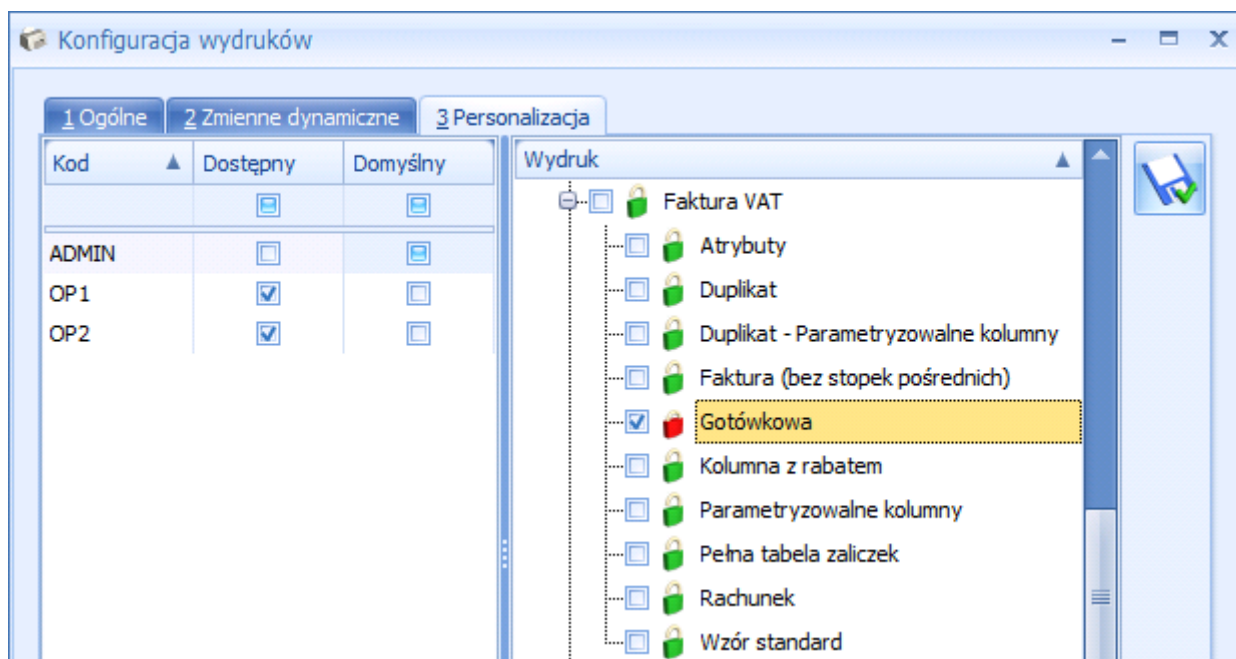 Konfiguracja wydruków
1 Ogólne
2 Zmienne dynamiczne
3 Personalizacja
Kod
Dostępny
Domyślny
Wydruk
ADMIN
OP1
OP2
Faktura VAT
Atrybuty
Duplikat
Duplikat - Parametryzowalne kolumny
Faktura (bez stopek pośrednich)
Gotówkowa
Kolumna z rabatem
Parametryzowalne kolumny
Pełna tabela zaliczek
Rachunek
Wzór standard